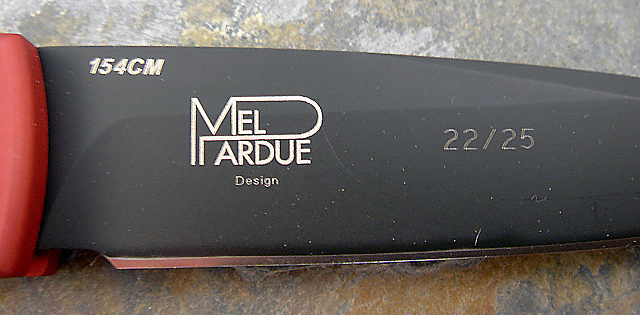 154CM
MEL
PARDUE
Design
22/25